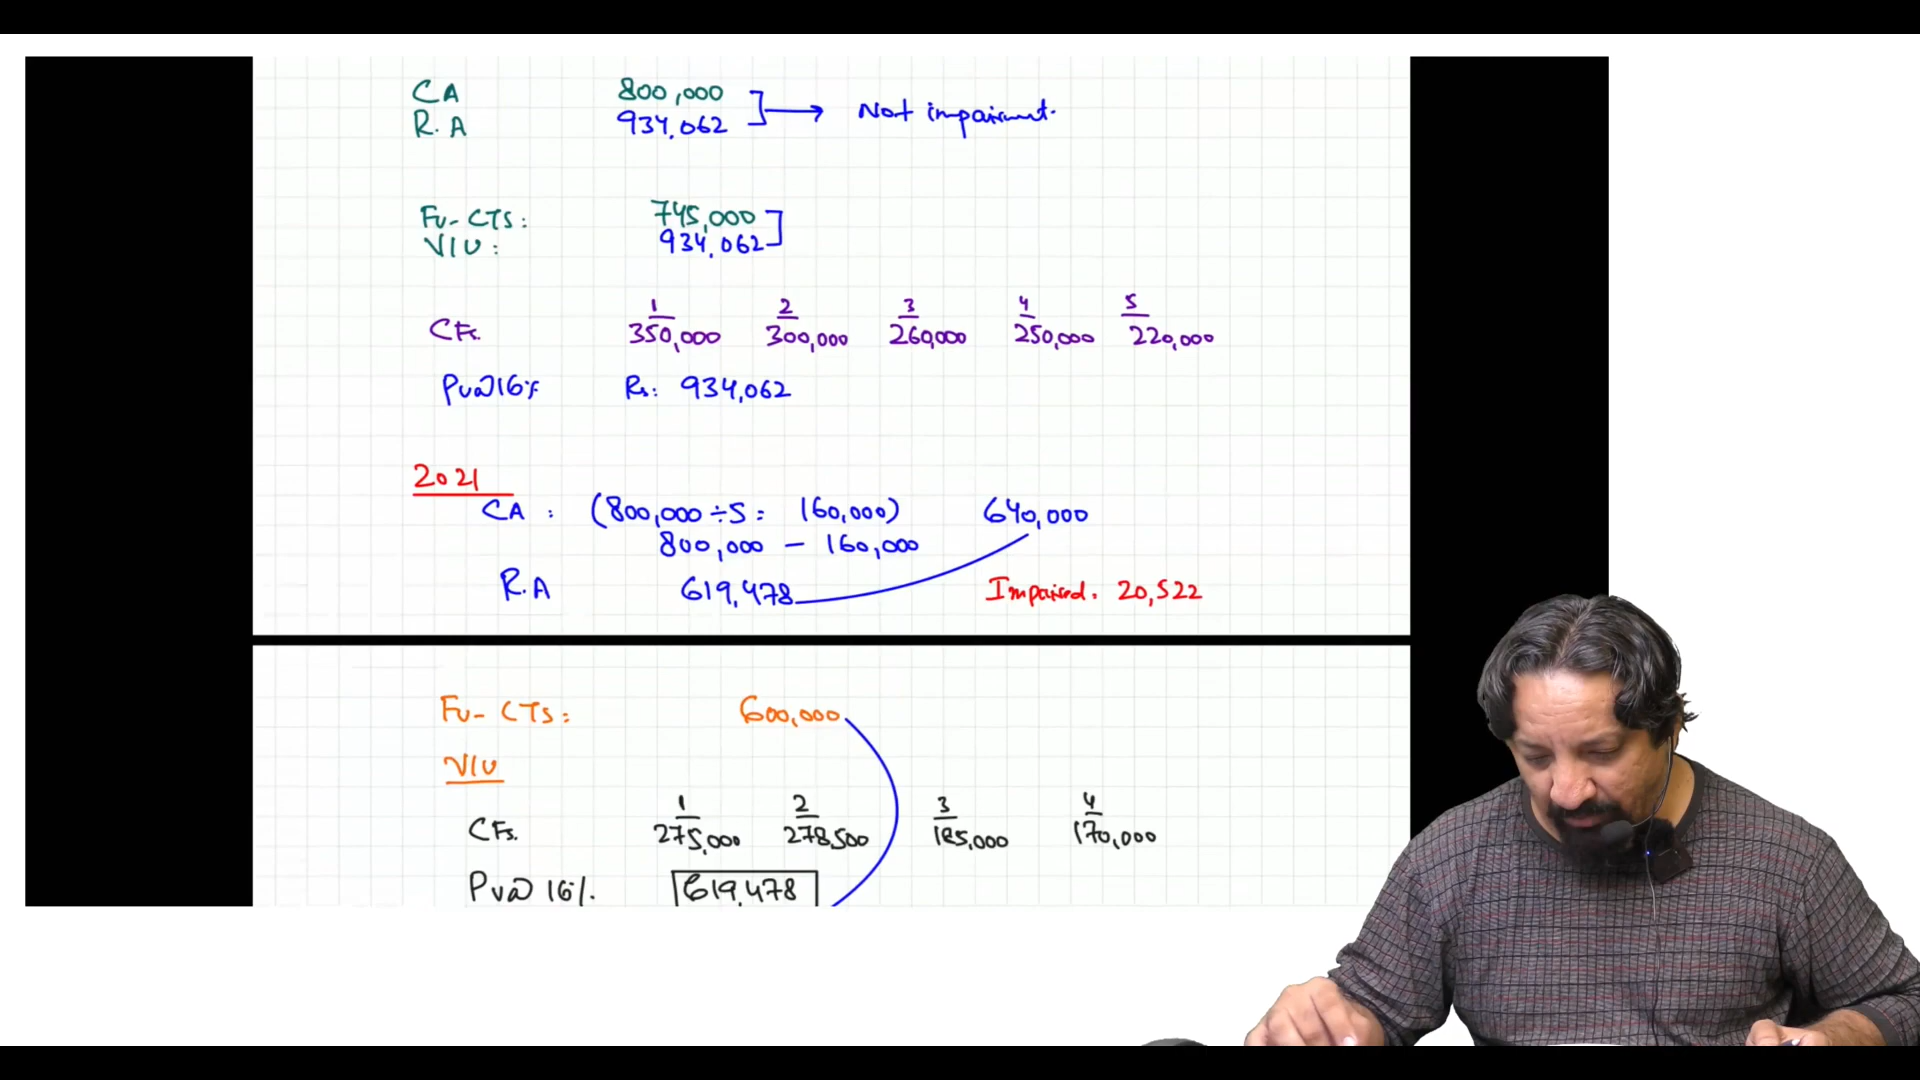 CA 800,000
R.A 934,062 → Not impairment.
Fv-CTS: 745,000
VIU: 934,062
1 2 3 4 5
CFs. 350,000 300,000 260,000 250,000 220,000
Pv@16% Rs: 934,062
2021
CA: (800,000 ÷ 5 = 160,000) 640,000
800,000 - 160,000
R.A 619,478 Impaired. 20,522
Fv-CTS: 600,000
VIU
1 2 3 4
CFs. 275,000 278,500 185,000 170,000
Pv@ 16%. 619,478